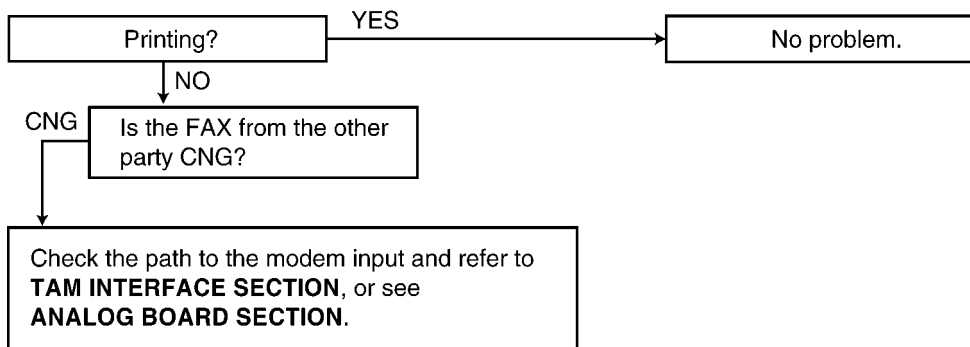 YES
Printing?
No problem.
NO
CNG
Is the FAX from the other
party CNG?
Check the path to the modem input and refer to
TAM INTERFACE SECTION, or see
ANALOG BOARD SECTION.